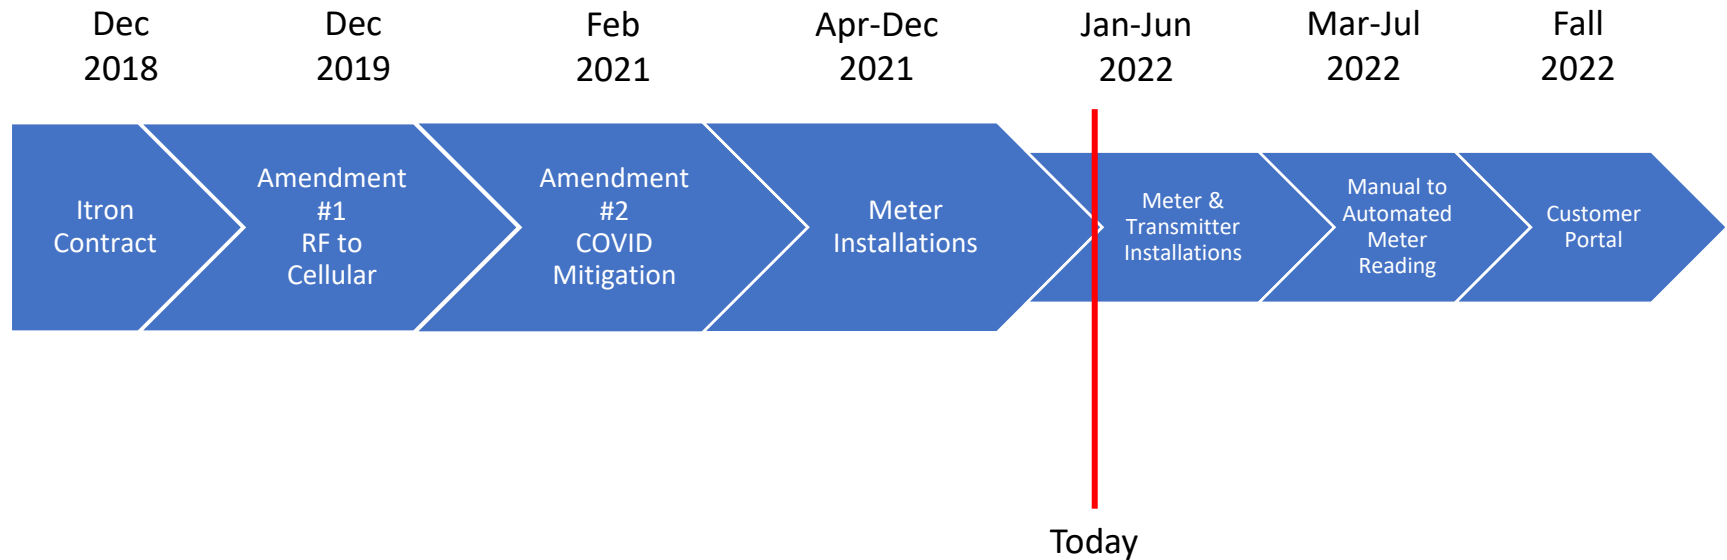 Dec
2018
Dec
2019
Feb
2021
Apr-Dec
2021
Jan-Jun
2022
Mar-Jul
2022
Fall
2022
Itron
Contract
Amendment
#1
RF to
Cellular
Amendment
#2
COVID
Mitigation
Meter
Installations
Meter &
Transmitter
Installations
Manual to
Automated
Meter
Reading
Customer
Portal
Today